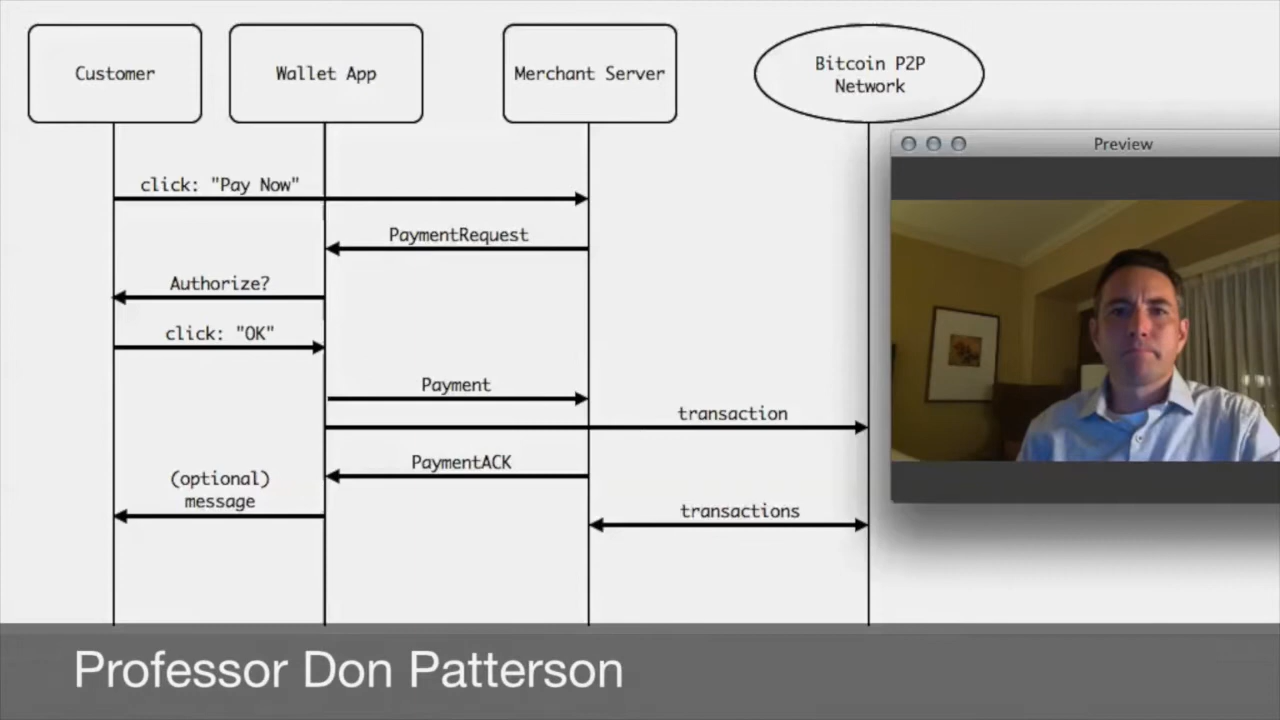 Customer
Wallet App
Merchant Server
Bitcoin P2P
Network
Preview
click: "Pay Now"
PaymentRequest
Authorize?
click: "OK"
Payment
transaction
PaymentACK
(optional)
message
transactions
Professor Don Patterson